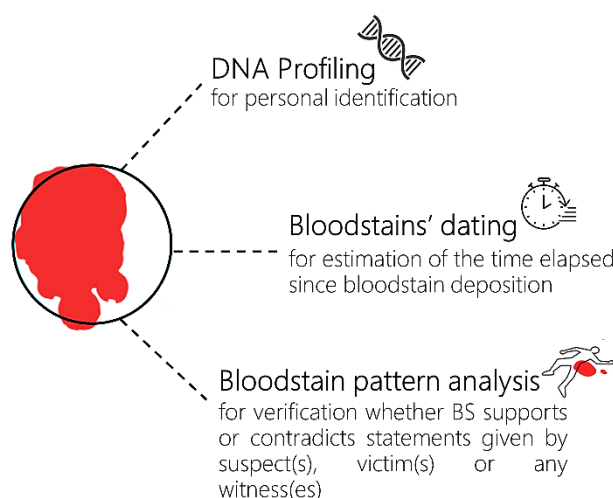 DNA Profiling
for personal identification
Bloodstains' dating
for estimation of the time elapsed
since bloodstain deposition
Bloodstain pattern analysis
for verification whether BS supports
or contradicts statements given by
suspect(s), victim(s) or any
witness(es)